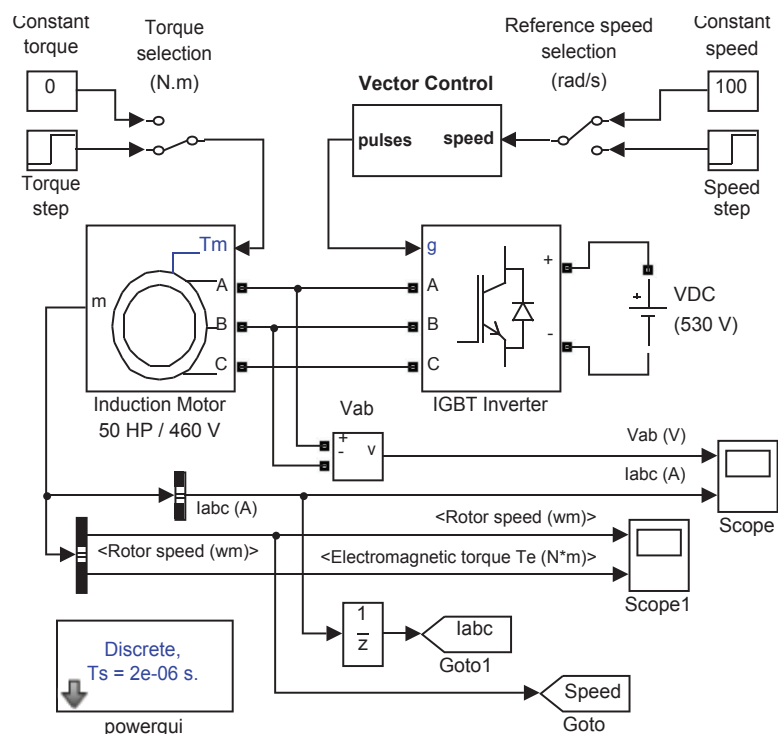 Constant
torque
Torque
selection
(N.m)
Reference speed
selection
(rad/s)
Constant
speed
0
Vector Control
100
pulses
speed
Torque
step
Speed
step
Tm
g
m
A
B
C
A
B
C
+
-
+
VDC
(530 V)
Induction Motor
50 HP / 460 V
IGBT Inverter
Vab
+
-
v
Vab (V)
Iabc (A)
Iabc (A)
Scope
<Rotor speed (wm)>
<Rotor speed (wm)>
<Electromagnetic torque Te (N*m)>
Scope1
1
z
Iabc
Goto1
Discrete,
Ts = 2e-06 s.
powergui
Speed
Goto